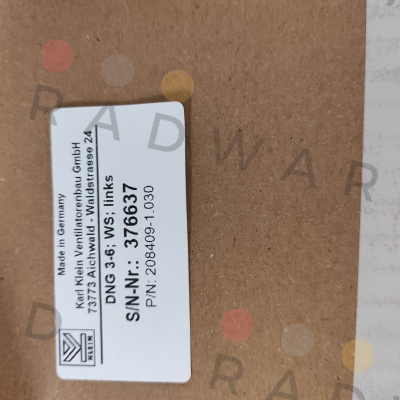 Made in Germany
Karl Klein Ventilatorenbau GmbH
73773 Aichwald - Waldstrasse 24
KLEIN
DNG 3-6; WS; links
S/N-Nr.: 376637
P/N: 208409-1.030
RADWAR
RADWAR